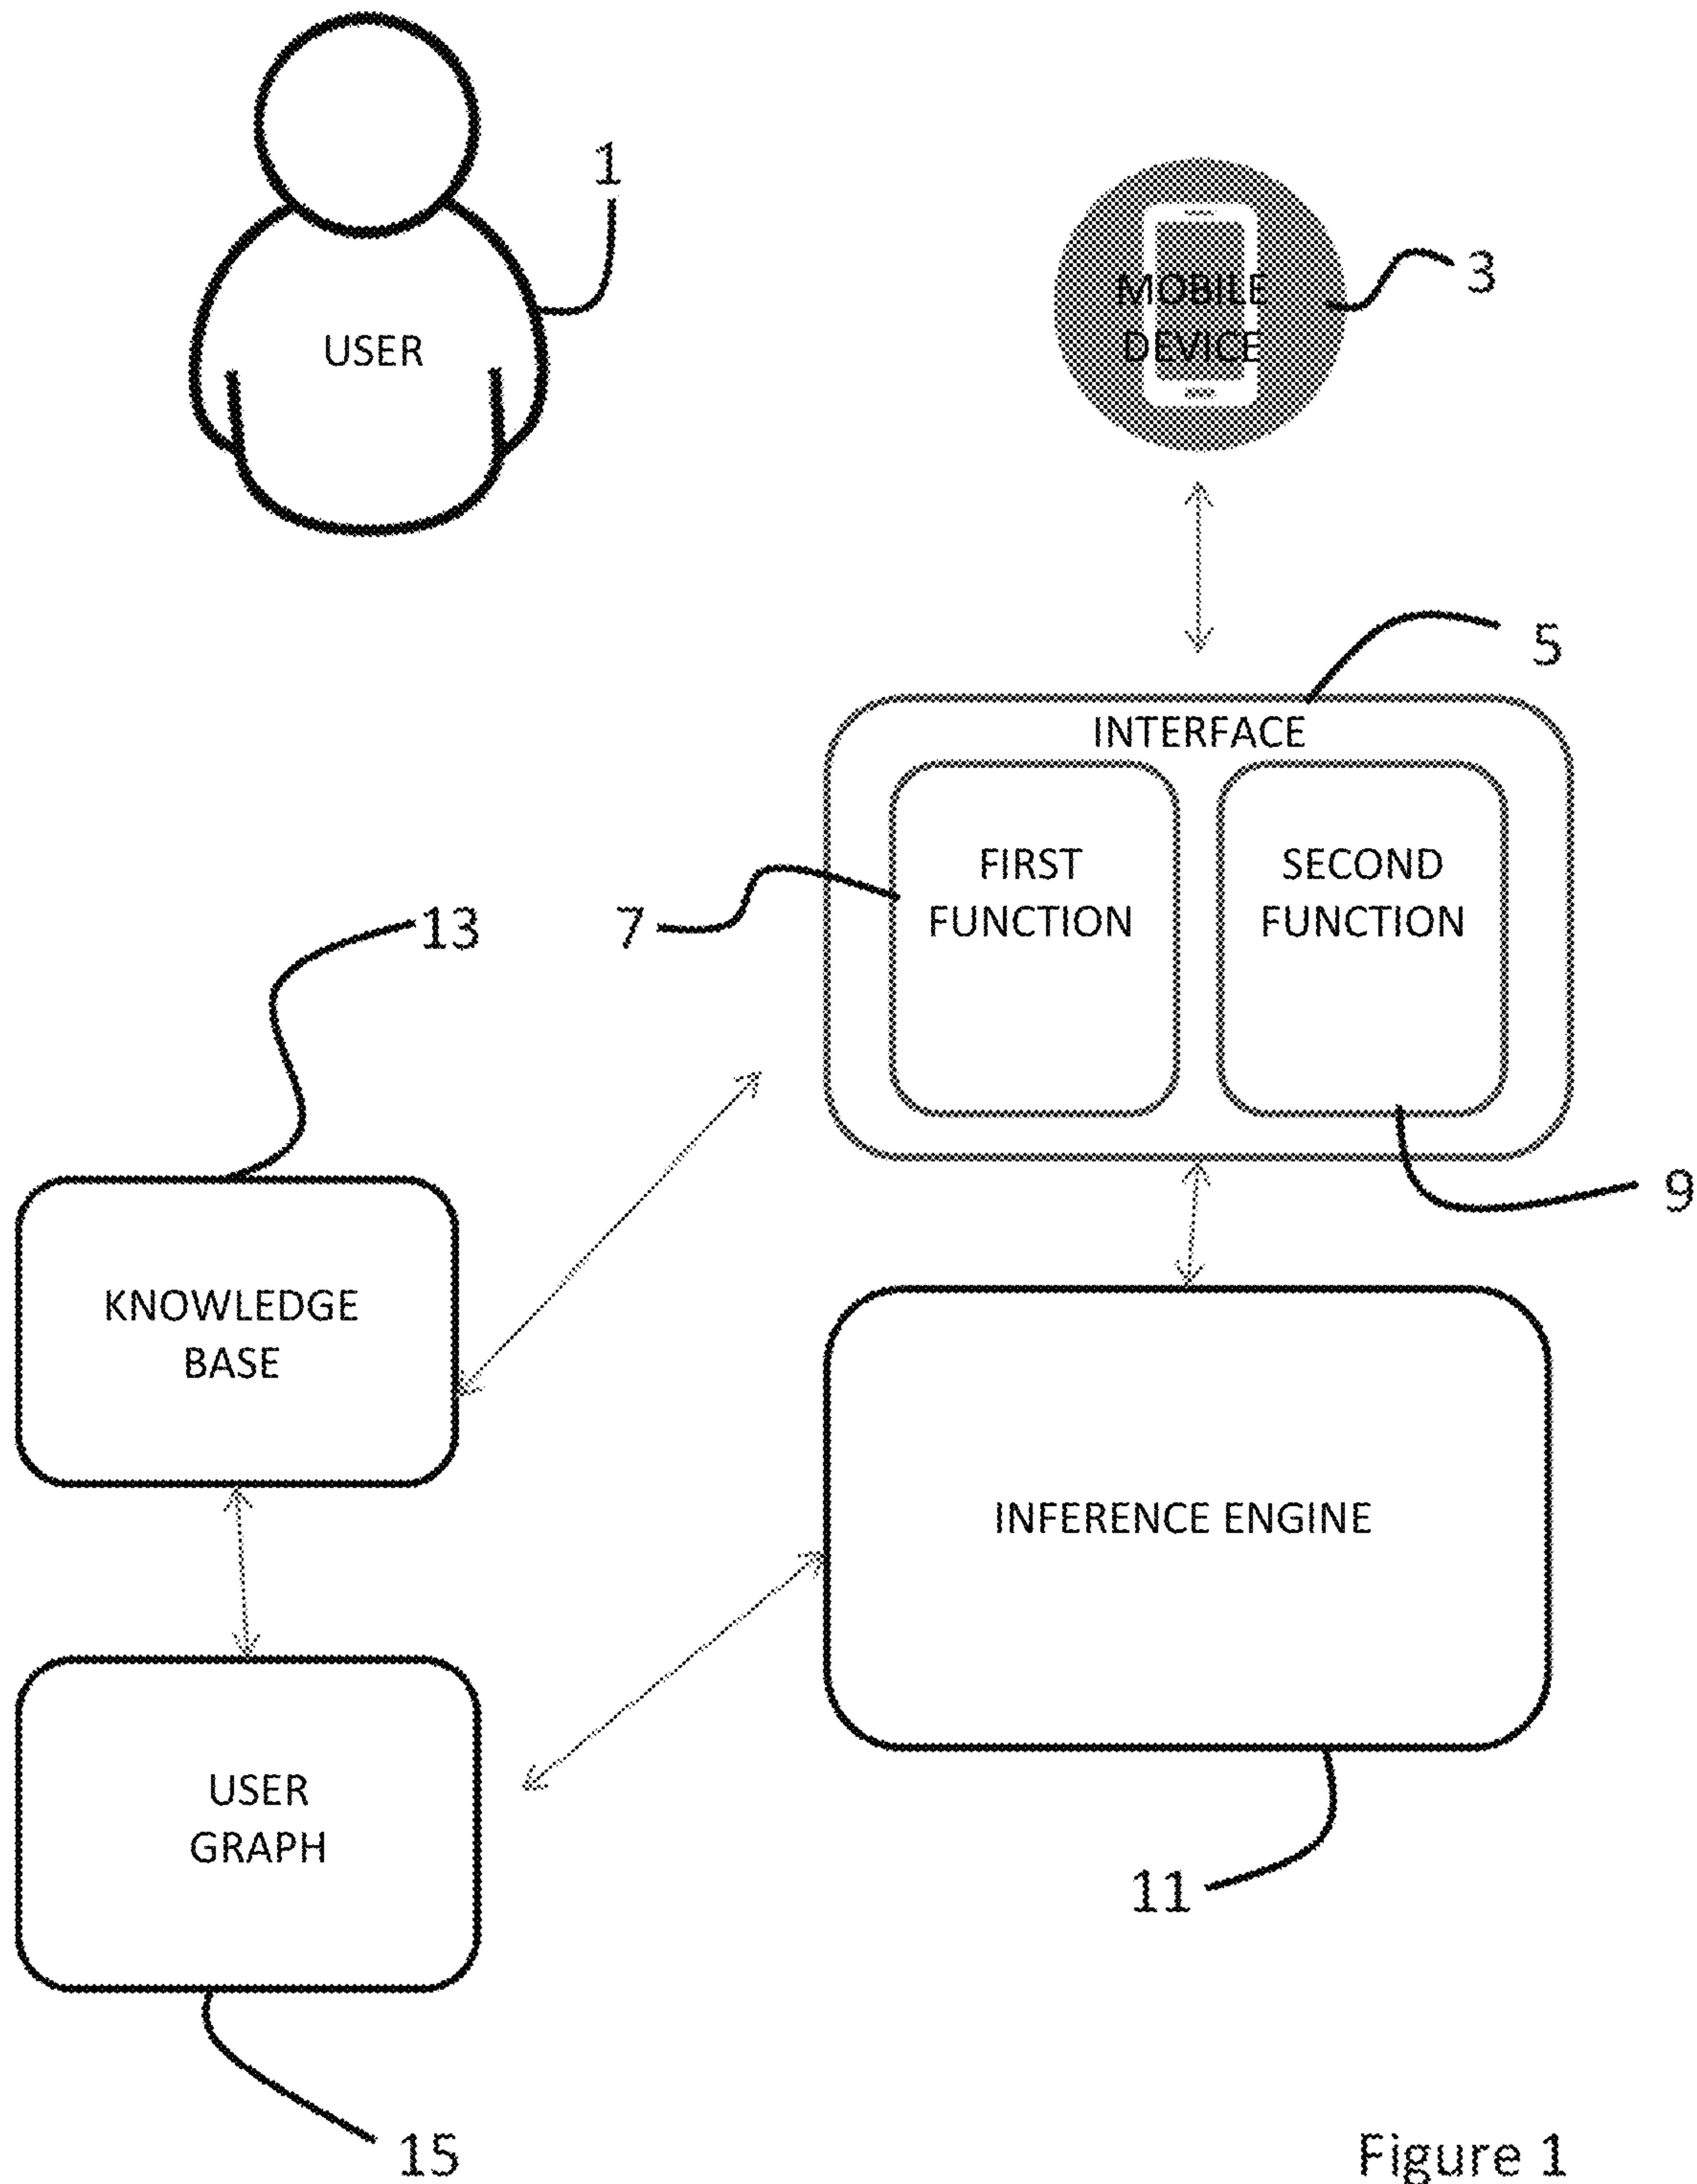 1
USER
3
MOBILE
DEVICE
5
INTERFACE
FIRST
FUNCTION
SECOND
FUNCTION
7
13
9
KNOWLEDGE
BASE
INFERENCE ENGINE
USER
GRAPH
11
15
Figure 1